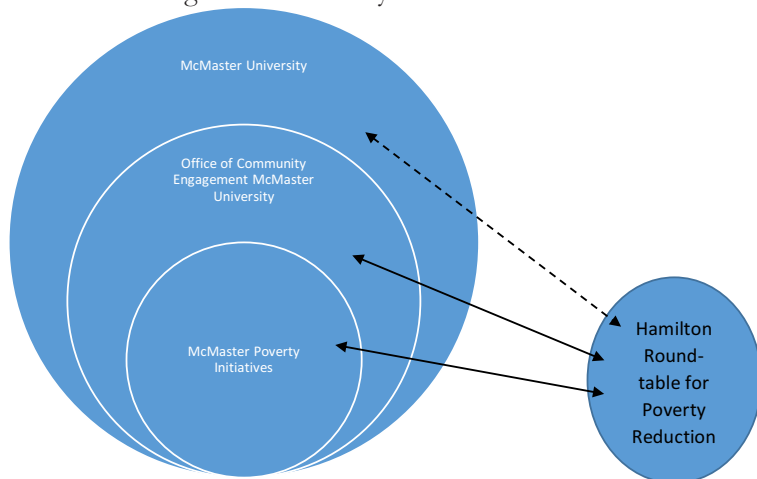 McMaster University
Office of Community
Engagement McMaster
University
McMaster Poverty
Initiatives
Hamilton
Round-
table for
Poverty
Reduction